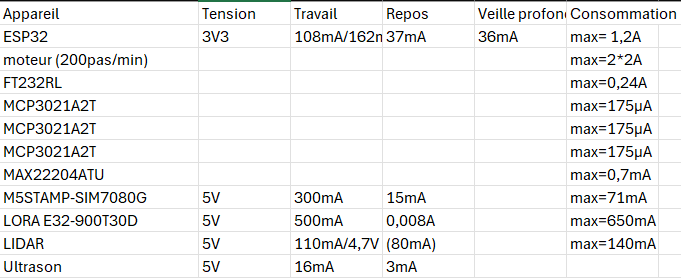 Appareil Tension Travail Repos Veille profon Consommation
ESP32 3V3 108mA/162m 37mA 36mA max= 1,2A
moteur (200pas/min) max=2*2A
FT232RL max=0,24A
MCP3021A2T max=175µA
MCP3021A2T max=175µA
MCP3021A2T max=175µA
MAX22204ATU max=0,7mA
M5STAMP-SIM7080G 5V 300mA 15mA max=71mA
LORA E32-900T30D 5V 500mA 0,008A max=650mA
LIDAR 5V 110mA/4,7V (80mA) max=140mA
Ultrason 5V 16mA 3mA